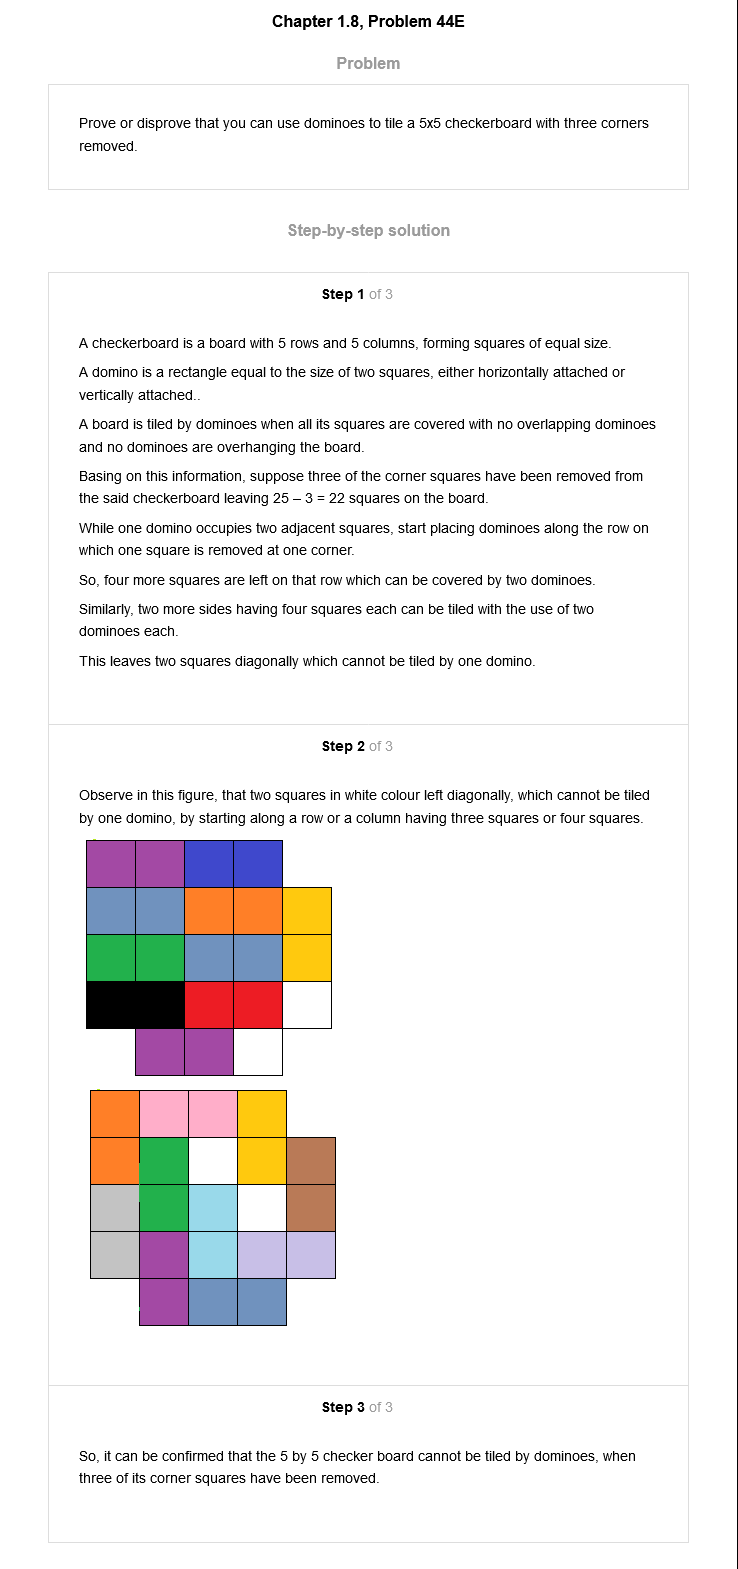 Chapter 1.8, Problem 44E
Problem
Prove or disprove that you can use dominoes to tile a 5x5 checkerboard with three corners
removed.
Step-by-step solution
Step 1 of 3
A checkerboard is a board with 5 rows and 5 columns, forming squares of equal size.
A domino is a rectangle equal to the size of two squares, either horizontally attached or
vertically attached..
A board is tiled by dominoes when all its squares are covered with no overlapping dominoes
and no dominoes are overhanging the board.
Basing on this information, suppose three of the corner squares have been removed from
the said checkerboard leaving 25 – 3 = 22 squares on the board.
While one domino occupies two adjacent squares, start placing dominoes along the row on
which one square is removed at one corner.
So, four more squares are left on that row which can be covered by two dominoes.
Similarly, two more sides having four squares each can be tiled with the use of two
dominoes each.
This leaves two squares diagonally which cannot be tiled by one domino.
Step 2 of 3
Observe in this figure, that two squares in white colour left diagonally, which cannot be tiled
by one domino, by starting along a row or a column having three squares or four squares.
Step 3 of 3
So, it can be confirmed that the 5 by 5 checker board cannot be tiled by dominoes, when
three of its corner squares have been removed.